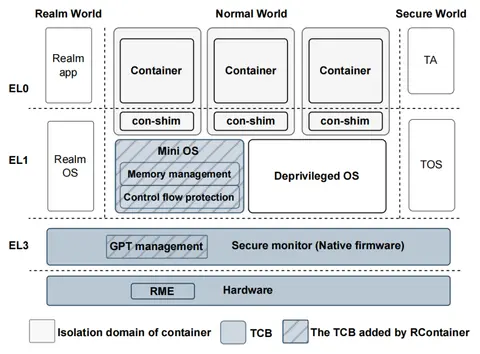 Realm World Normal World Secure World
Realm
app
Container Container Container
TA
EL0
con-shim con-shim con-shim
EL1
Realm
OS
Mini OS
Memory management
Control flow protection
Deprivileged OS
TOS
EL3
GPT management Secure monitor (Native firmware)
RME Hardware
Isolation domain of container TCB The TCB added by RContainer